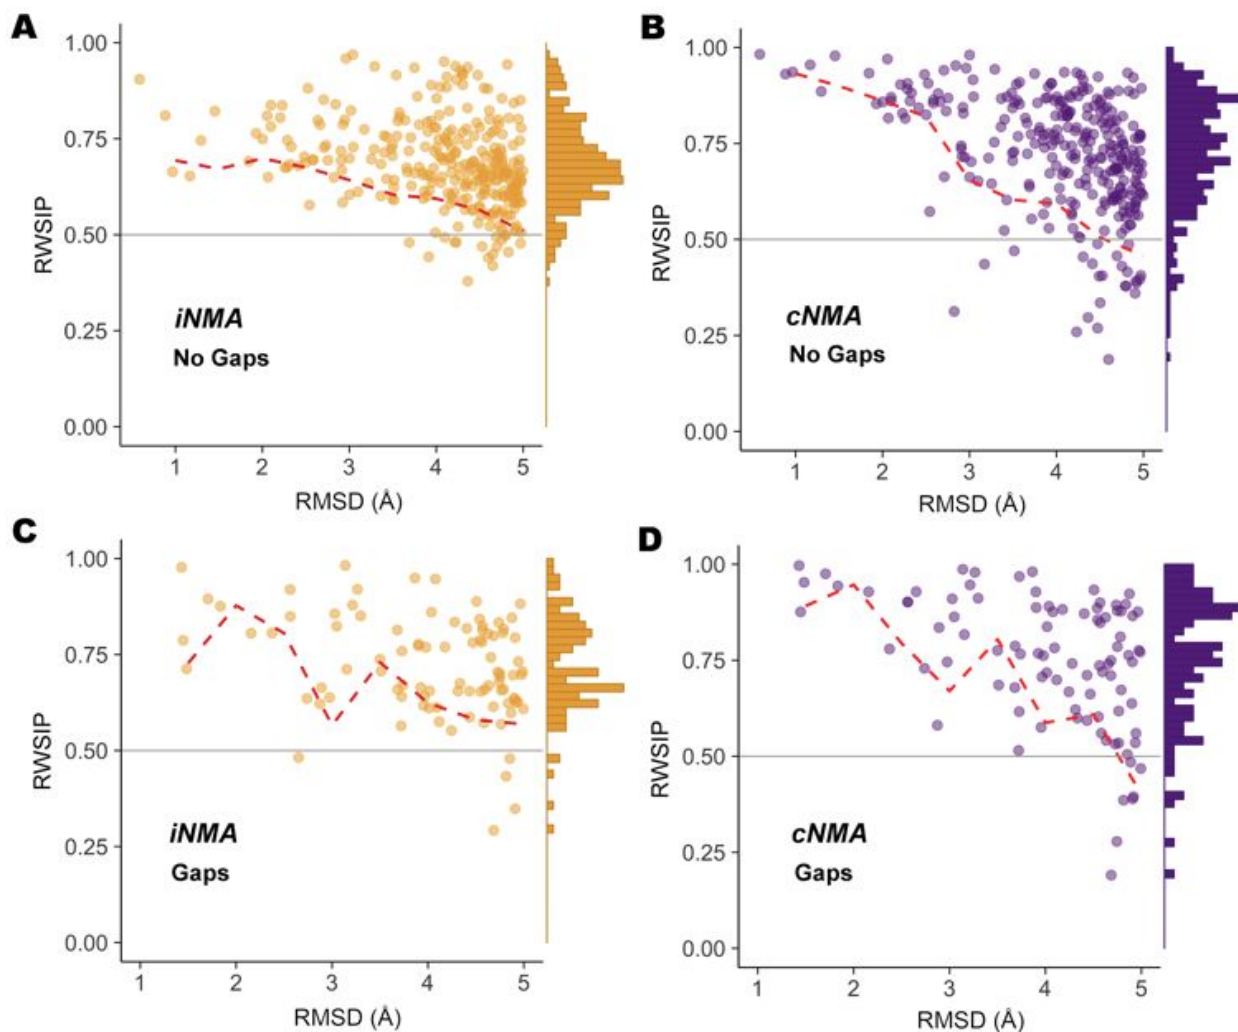 A
1.00
0.75
0.50
0.25
0.00
RWSIP
iNMA
No Gaps
1 2 3 4 5
RMSD (Å)
B
1.00
0.75
0.50
0.25
0.00
RWSIP
cNMA
No Gaps
1 2 3 4 5
RMSD (Å)
C
1.00
0.75
0.50
0.25
0.00
RWSIP
iNMA
Gaps
1 2 3 4 5
RMSD (Å)
D
1.00
0.75
0.50
0.25
0.00
RWSIP
cNMA
Gaps
1 2 3 4 5
RMSD (Å)